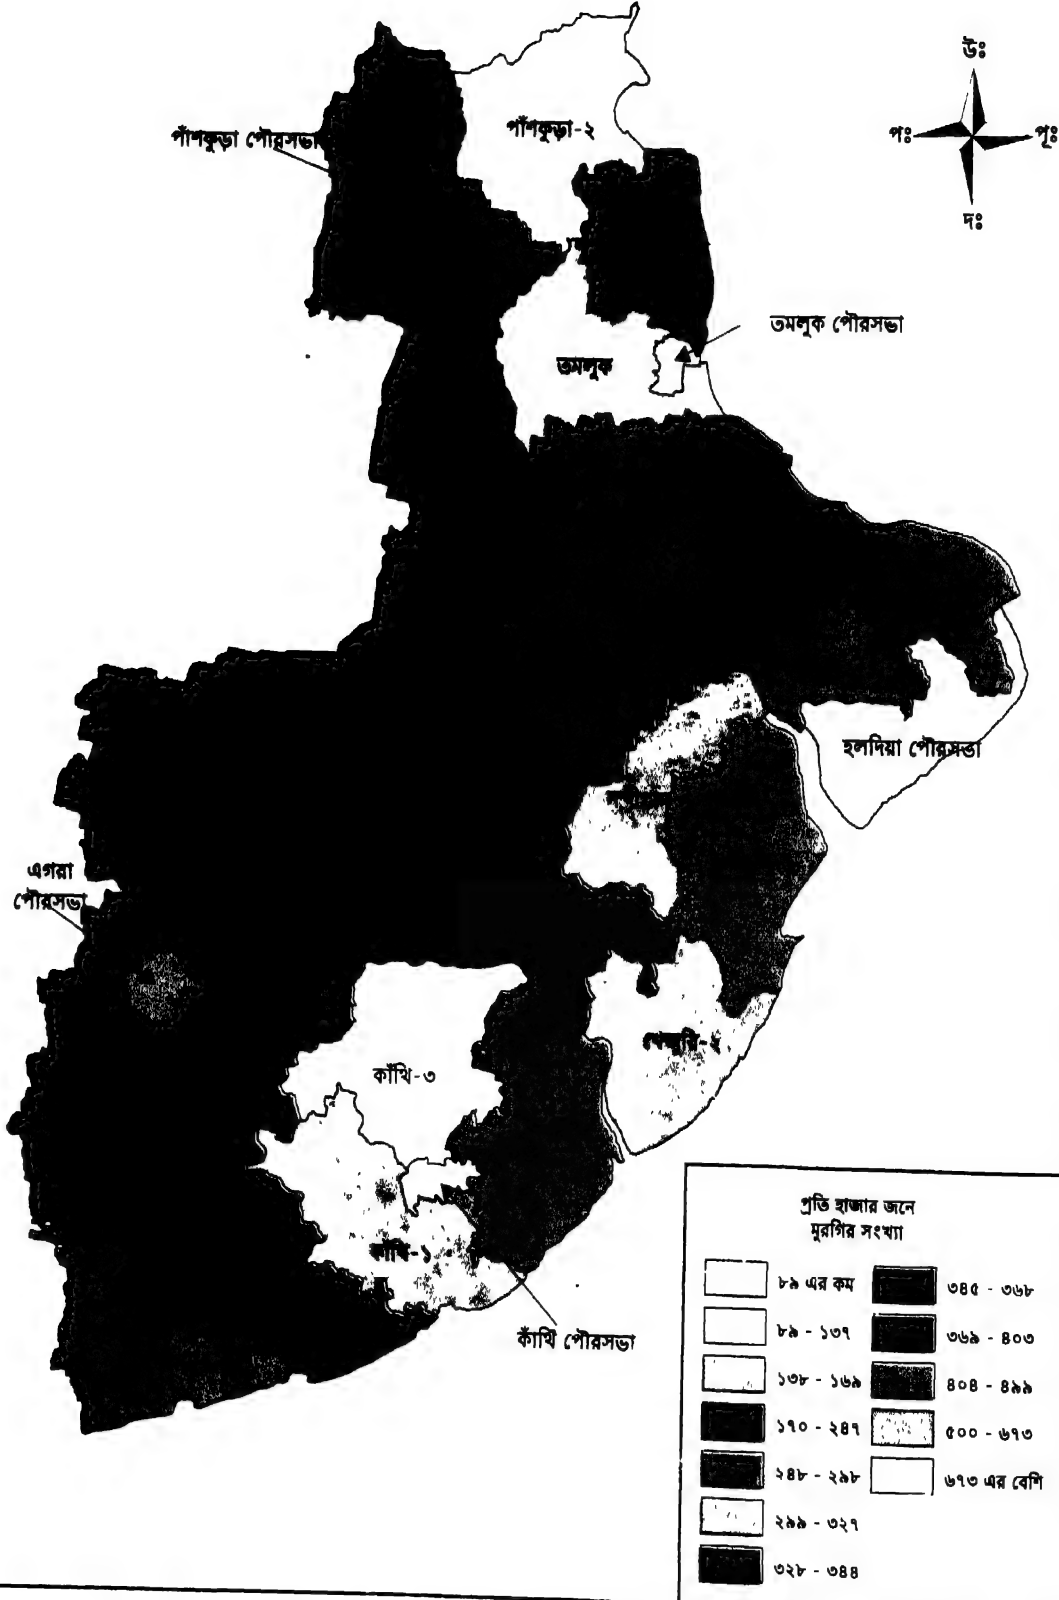 উঃ
পঃ
পূঃ
দঃ
পাঁশকুড়া-২
পাঁশকুড়া পৌরসভা
তমলুক পৌরসভা
তমলুক
হলদিয়া পৌরসভা
এগরা
পৌরসভা
খেজুরি-২
কাঁথি-৩
কাঁথি-১
কাঁথি পৌরসভা
প্রতি হাজার জনে
মুরগির সংখ্যা
৮৯ এর কম
৮৯ - ১৩৭
১৩৮ - ১৬৯
১৭০ - ২৪৭
২৪৮ - ২৯৮
২৯৯ - ৩২৭
৩২৮ - ৩৪৪
৩৪৫ - ৩৬৮
৩৬৯ - ৪০৩
৪০৪ - ৪৯৯
৫০০ - ৬৭৩
৬৭৩ এর বেশি